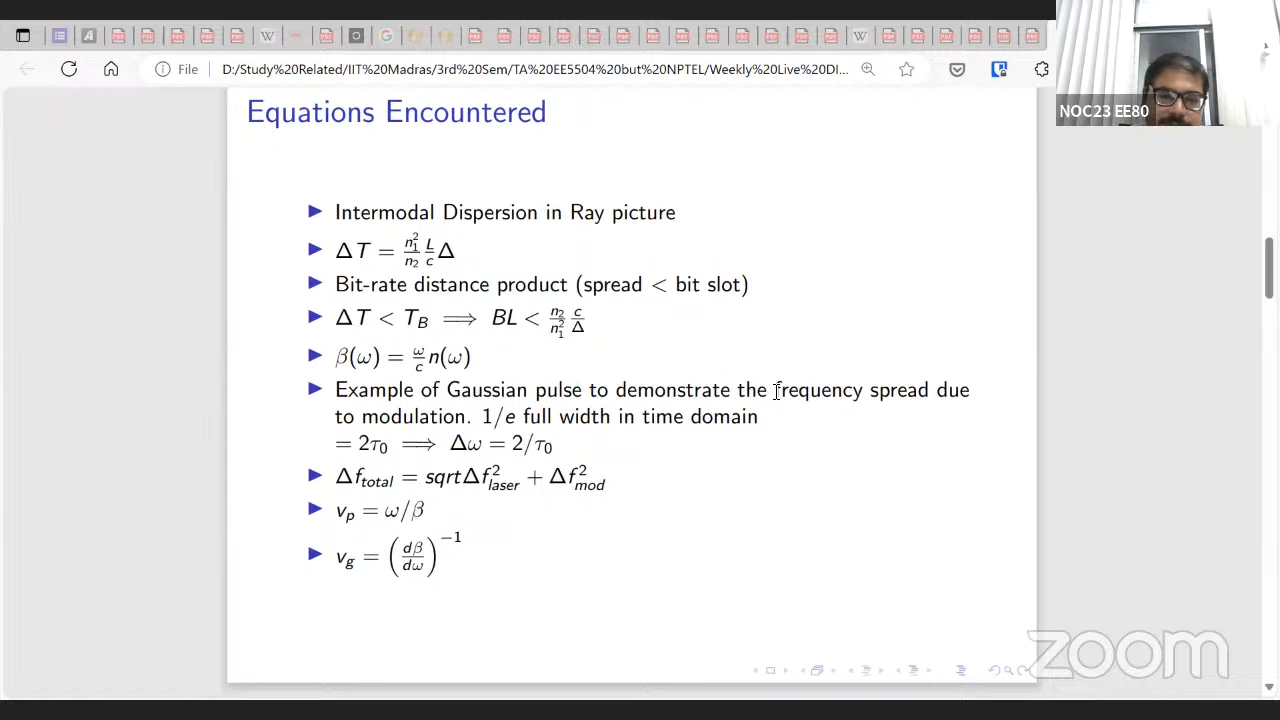 File
D:/Study%20Related/IIT%20Madras/3rd%20Sem/TA%20EE5504%20but%20NPTEL/Weekly%20Live%20DI...
NOC23 EE80
Equations Encountered
Intermodal Dispersion in Ray picture
ΔT = n₁²/n₂ L/c Δ
Bit-rate distance product (spread < bit slot)
ΔT < T_B ⟹ BL < n₂/n₁² c/Δ
β(ω) = ω/c n(ω)
Example of Gaussian pulse to demonstrate the frequency spread due
to modulation. 1/e full width in time domain
= 2τ₀ ⟹ Δω = 2/τ₀
Δf_total = sqrtΔf²_laser + Δf²_mod
v_p = ω/β
v_g = (dβ/dω)⁻¹
zoom